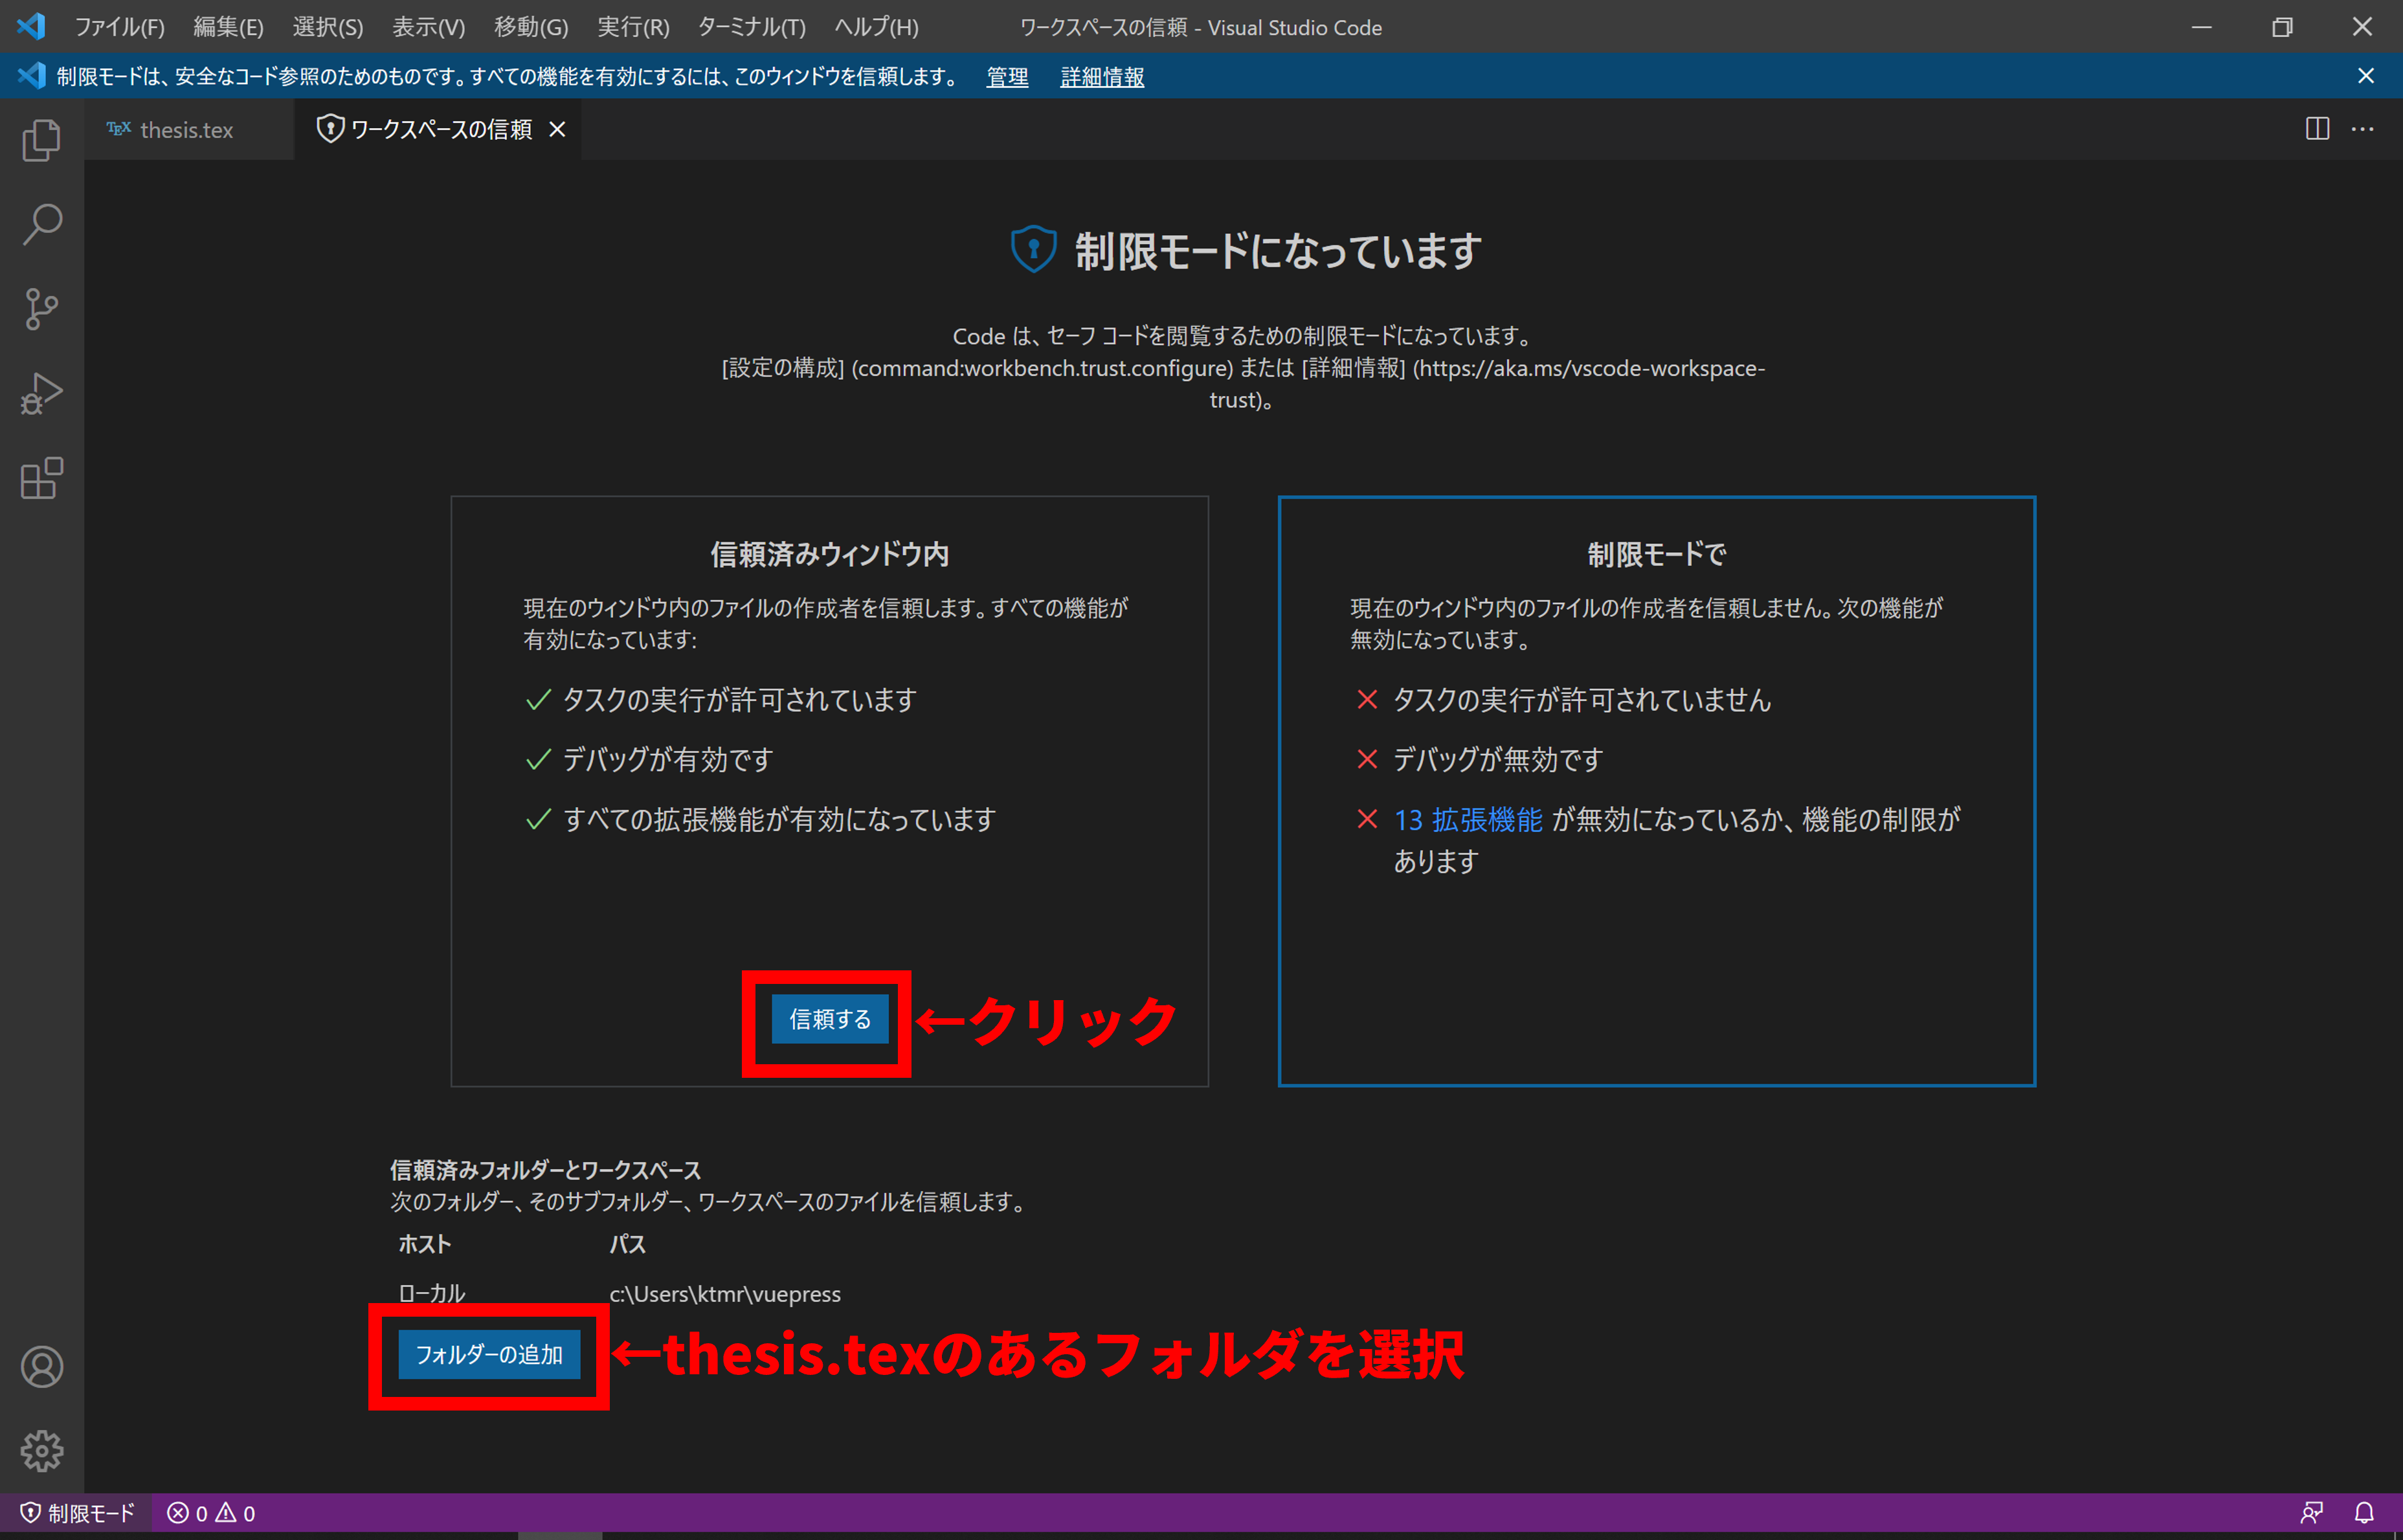 ファイル(F) 編集(E) 選択(S) 表示(V) 移動(G) 実行(R) ターミナル(T) ヘルプ(H) ワークスペースの信頼 - Visual Studio Code
制限モードは、安全なコード参照のためのものです。すべての機能を有効にするには、このウィンドウを信頼します。 管理 詳細情報
TEX thesis.tex ワークスペースの信頼
制限モードになっています
Code は、セーフ コードを閲覧するための制限モードになっています。
[設定の構成] (command:workbench.trust.configure) または [詳細情報] (https://aka.ms/vscode-workspace-
trust)。
信頼済みウィンドウ内
現在のウィンドウ内のファイルの作成者を信頼します。すべての機能が
有効になっています:
タスクの実行が許可されています
デバッグが有効です
すべての拡張機能が有効になっています
信頼する ←クリック
制限モードで
現在のウィンドウ内のファイルの作成者を信頼しません。次の機能が
無効になっています。
タスクの実行が許可されていません
デバッグが無効です
13 拡張機能 が無効になっているか、機能の制限が
あります
信頼済みフォルダーとワークスペース
次のフォルダー、そのサブフォルダー、ワークスペースのファイルを信頼します。
ホスト パス
ローカル c:\Users\ktmr\vuepress
フォルダーの追加 ←thesis.texのあるフォルダを選択
制限モード 0 0